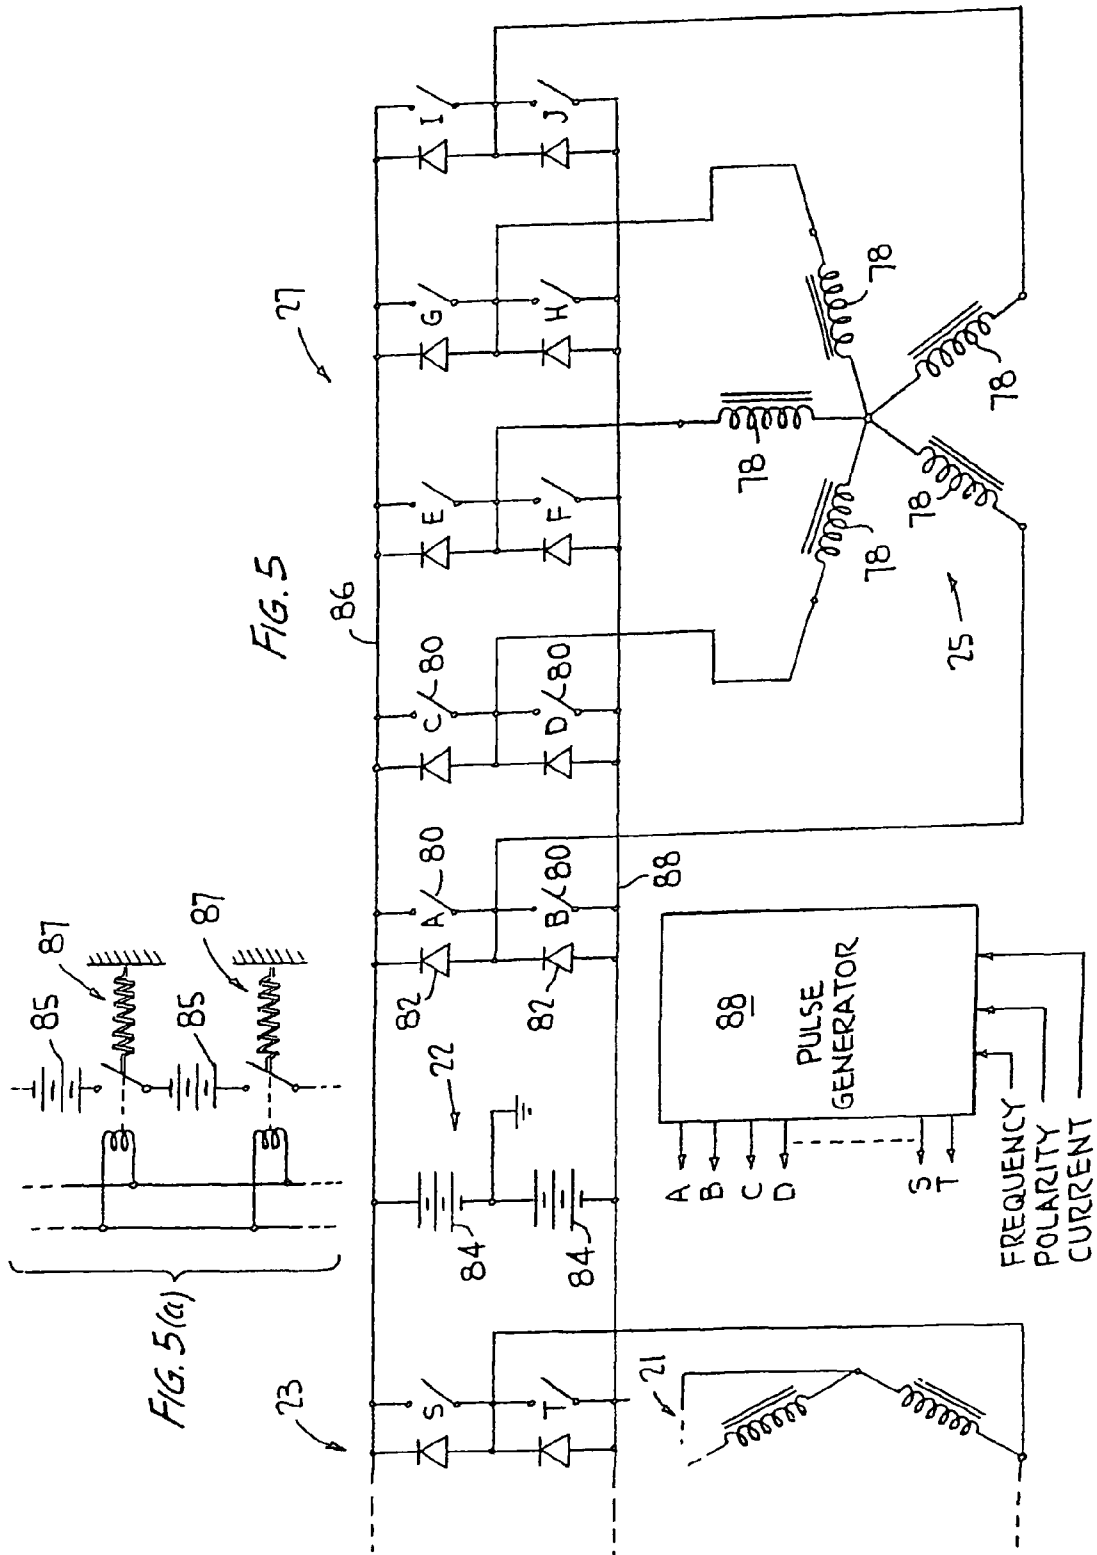 FIG. 5(a)
85
87
85
87
FIG. 5
23
22
86
27
S
T
84
84
82
A
80
82
B
80
C
80
D
80
E
F
G
H
I
J
88
21
88
PULSE
GENERATOR
A
B
C
D
S
T
FREQUENCY
POLARITY
CURRENT
25
78
78
78
78
78